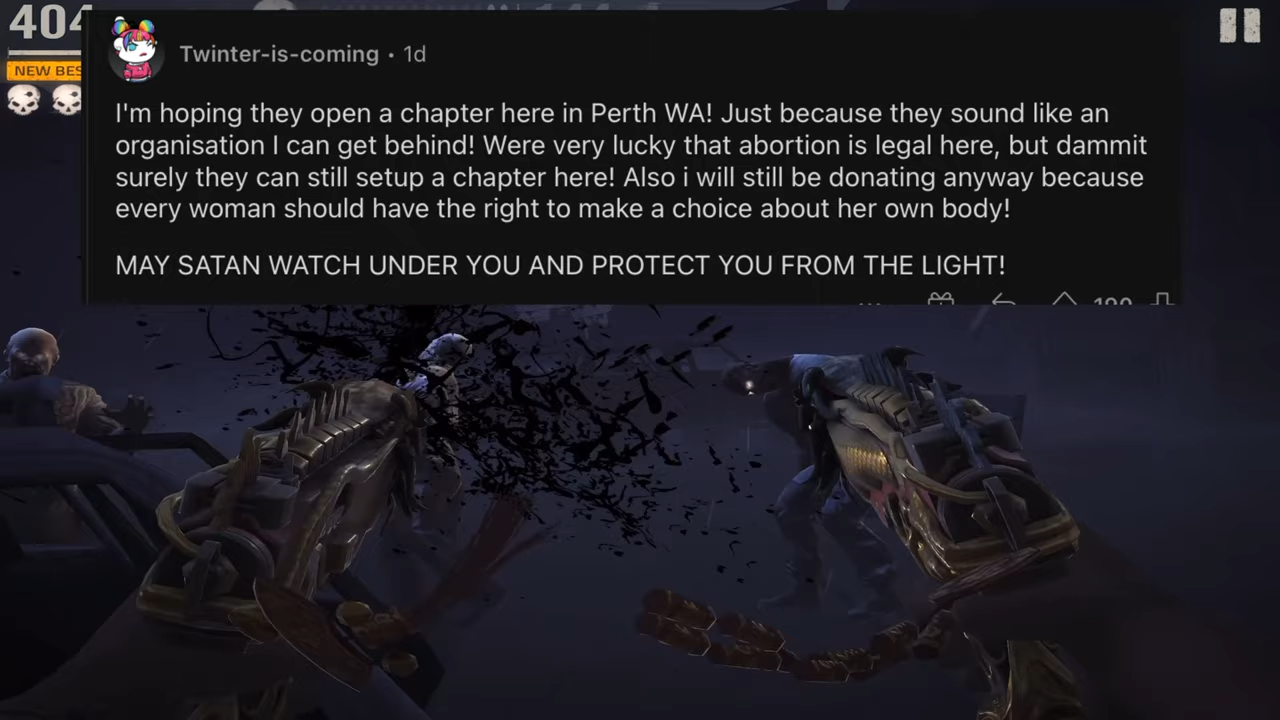 404
NEW BES
Twinter-is-coming • 1d
I'm hoping they open a chapter here in Perth WA! Just because they sound like an
organisation I can get behind! Were very lucky that abortion is legal here, but dammit
surely they can still setup a chapter here! Also i will still be donating anyway because
every woman should have the right to make a choice about her own body!
MAY SATAN WATCH UNDER YOU AND PROTECT YOU FROM THE LIGHT!